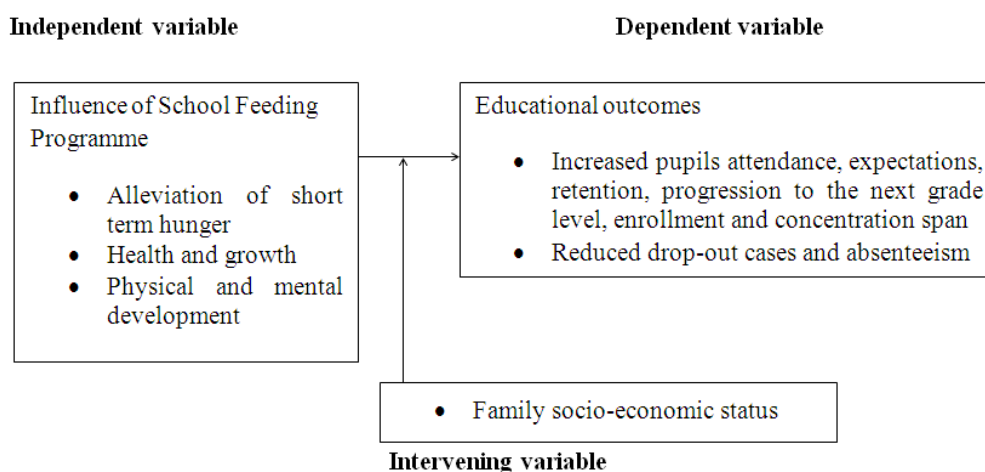 Independent variable
Dependent variable
Influence of School Feeding
Programme
• Alleviation of short
term hunger
• Health and growth
• Physical and mental
development
Educational outcomes
• Increased pupils attendance, expectations,
retention, progression to the next grade
level, enrollment and concentration span
• Reduced drop-out cases and absenteeism
• Family socio-economic status
Intervening variable